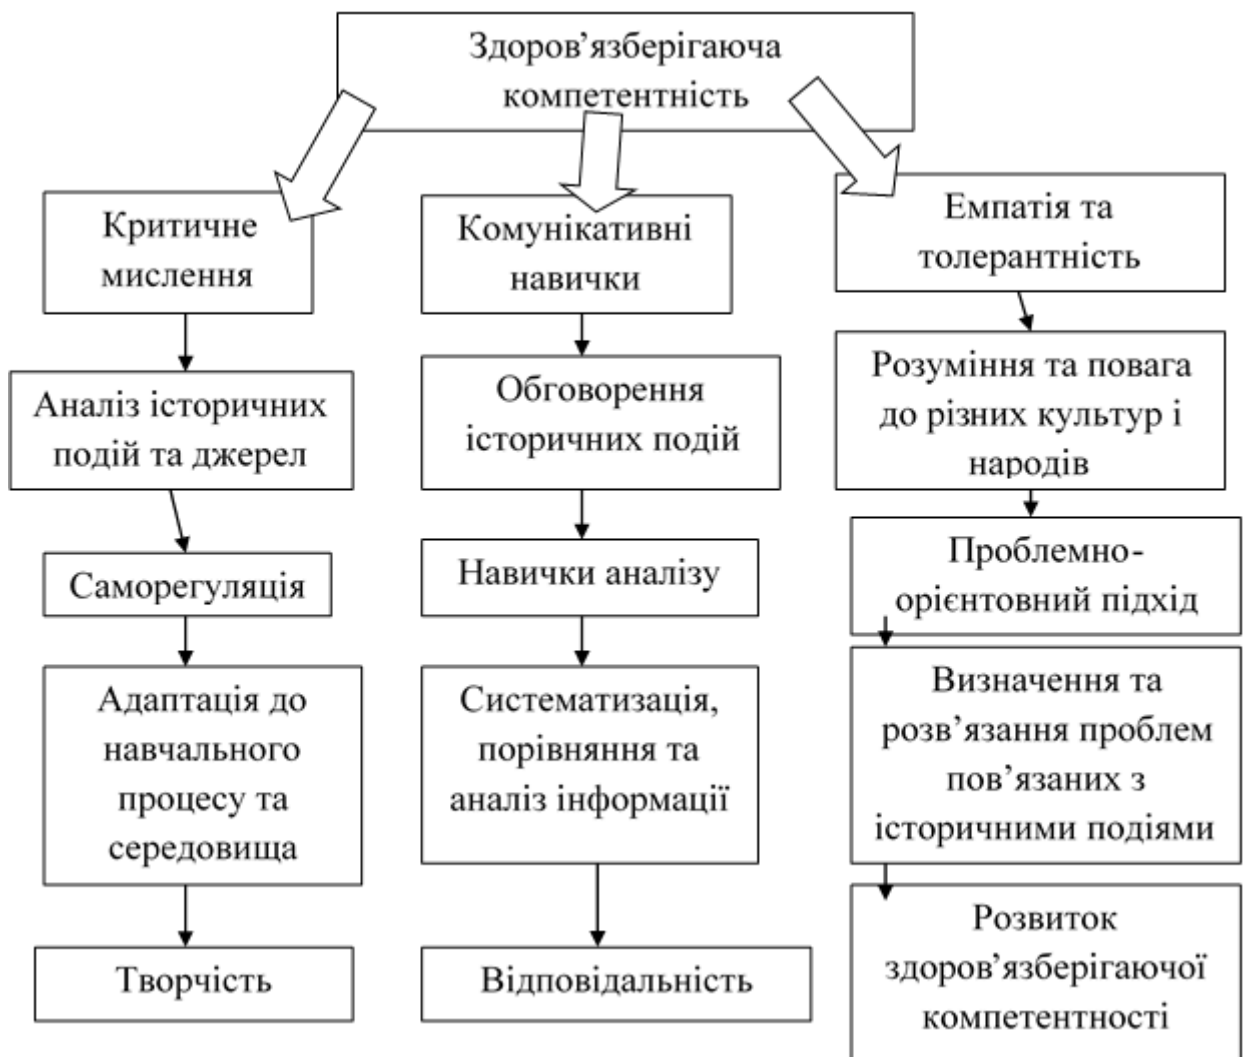 Здоров’язберігаюча
компетентність
Критичне
мислення
Комунікативні
навички
Емпатія та
толерантність
Аналіз історичних
подій та джерел
Обговорення
історичних подій
Розуміння та повага
до різних культур і
народів
Саморегуляція
Навички аналізу
Проблемно-
орієнтовний підхід
Адаптація до
навчального
процесу та
середовища
Систематизація,
порівняння та
аналіз інформації
Визначення та
розв’язання проблем
пов’язаних з
історичними подіями
Творчість
Відповідальність
Розвиток
здоров’язберігаючої
компетентності